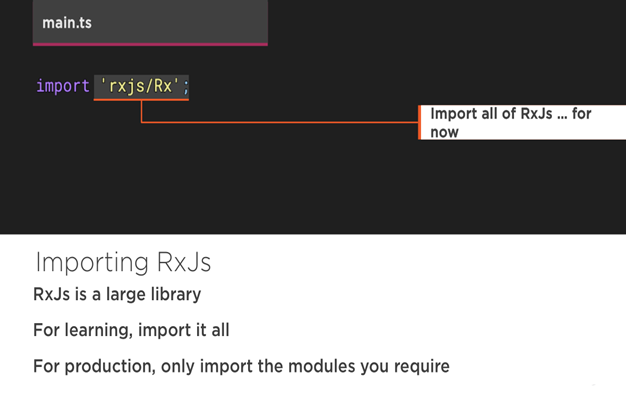 main.ts
import 'rxjs/Rx';
Import all of RxJs ... for
now
Importing RxJs
RxJs is a large library
For learning, import it all
For production, only import the modules you require